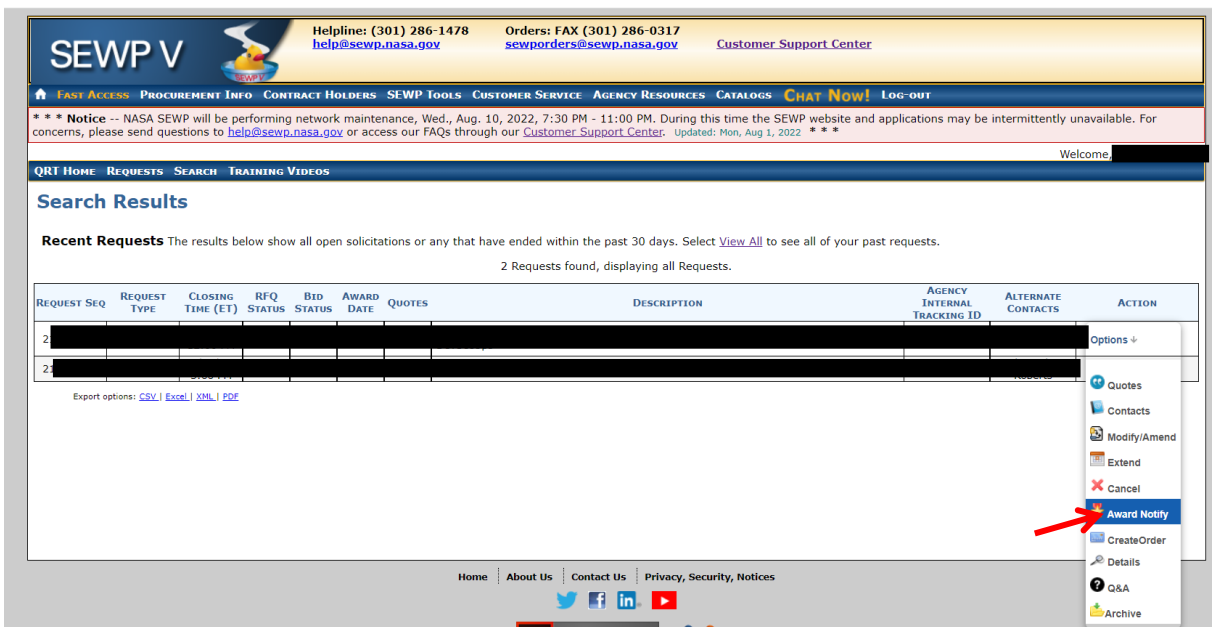 Helpline: (301) 286-1478 Orders: FAX (301) 286-0317
SEWP V help@sewp.nasa.gov sewporders@sewp.nasa.gov Customer Support Center
SEWP V
FAST ACCESS PROCUREMENT INFO CONTRACT HOLDERS SEWP TOOLS CUSTOMER SERVICE AGENCY RESOURCES CATALOGS CHAT NOW! LOG-OUT
* * * Notice -- NASA SEWP will be performing network maintenance, Wed., Aug. 10, 2022, 7:30 PM - 11:00 PM. During this time the SEWP website and applications may be intermittently unavailable. For
concerns, please send questions to help@sewp.nasa.gov or access our FAQs through our Customer Support Center. Updated: Mon, Aug 1, 2022 * * *
Welcome,
QRT HOME REQUESTS SEARCH TRAINING VIDEOS
Search Results
Recent Requests The results below show all open solicitations or any that have ended within the past 30 days. Select View All to see all of your past requests.
2 Requests found, displaying all Requests.
REQUEST SEQ REQUEST TYPE CLOSING TIME (ET) RFQ STATUS BID STATUS AWARD DATE QUOTES DESCRIPTION AGENCY INTERNAL TRACKING ID ALTERNATE CONTACTS ACTION
2 Options
21
Export options: CSV | Excel | XML | PDF
Quotes
Contacts
Modify/Amend
Extend
Cancel
Award Notify
CreateOrder
Details
Q&A
Archive
Home About Us Contact Us Privacy, Security, Notices